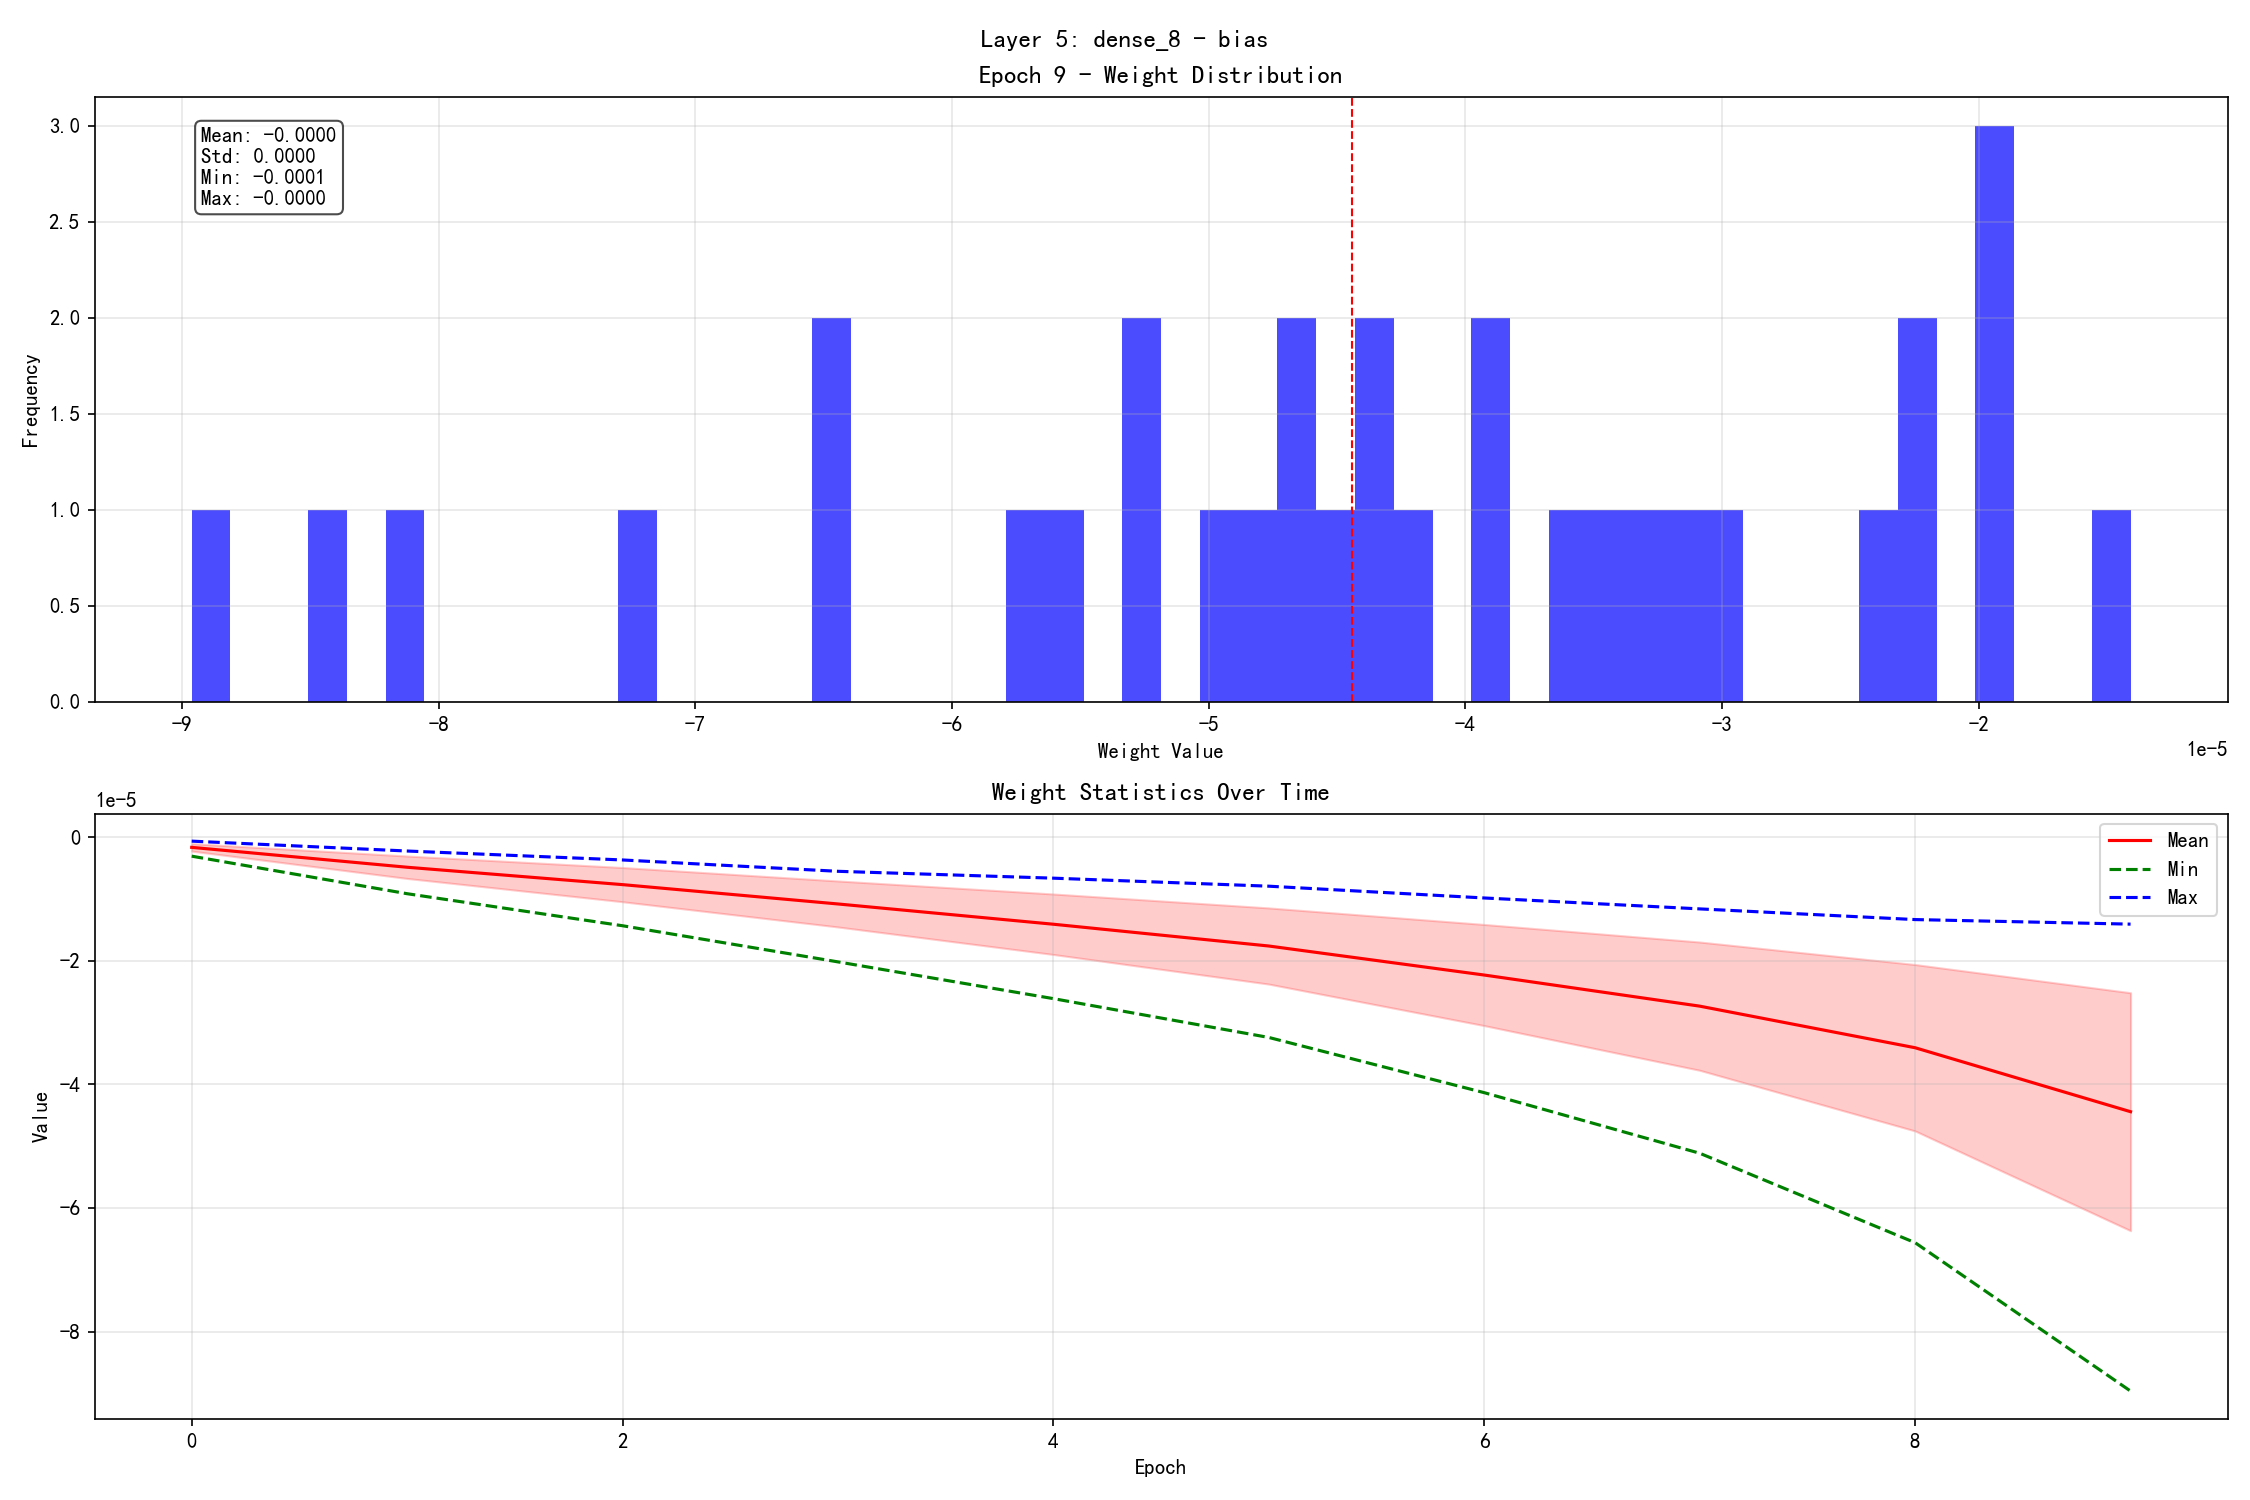 Layer 5: dense_8 - bias
Epoch 9 - Weight Distribution
3.0
2.5
2.0
1.5
1.0
0.5
0.0
Frequency
Mean: -0.0000
Std: 0.0000
Min: -0.0001
Max: -0.0000
-9 -8 -7 -6 -5 -4 -3 -2
1e-5
Weight Value
Weight Statistics Over Time
1e-5
0
-2
-4
-6
-8
Value
Mean
Min
Max
0 2 4 6 8
Epoch